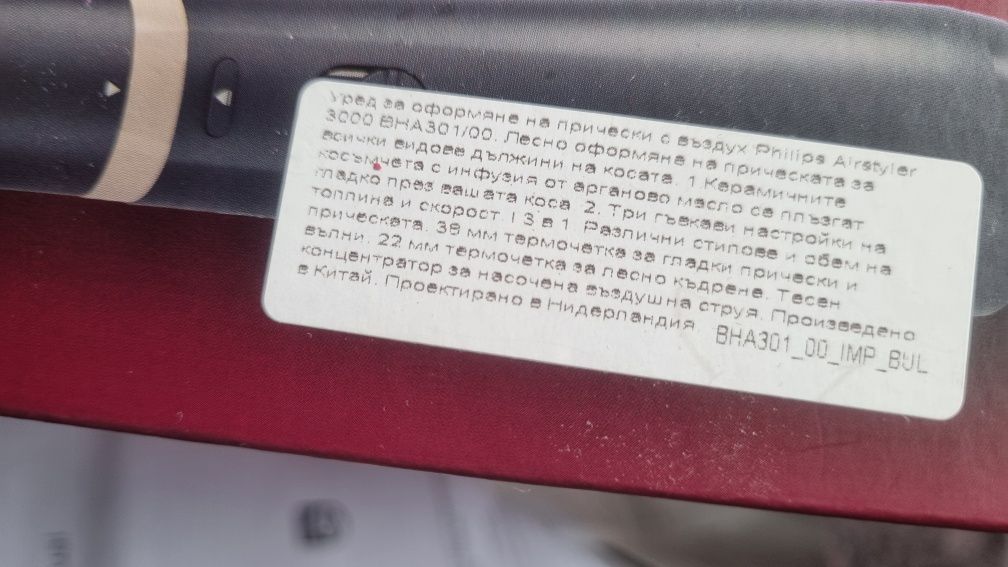 Уред за оформяне на прически с въздух Philips Airstyler
3000 BHA301/00. Лесно оформяне на прическата за
всички видове дължини на косата. 1.Керамичните
косъмчета с инфузия от арганово масло се плъзгат
гладко през вашата коса. 2. Три гъвкави настройки на
топлина и скорост. | 3 в 1. Различни стилове и обем на
прическата. 38 мм термочетка за гладки прически и
вълни. 22 мм термочетка за лесно къдрене. Тесен
концентратор за насочена въздушна струя. Произведено
в Китай. Проектирано в Нидерландия.
BHA301_00_IMP_BUL